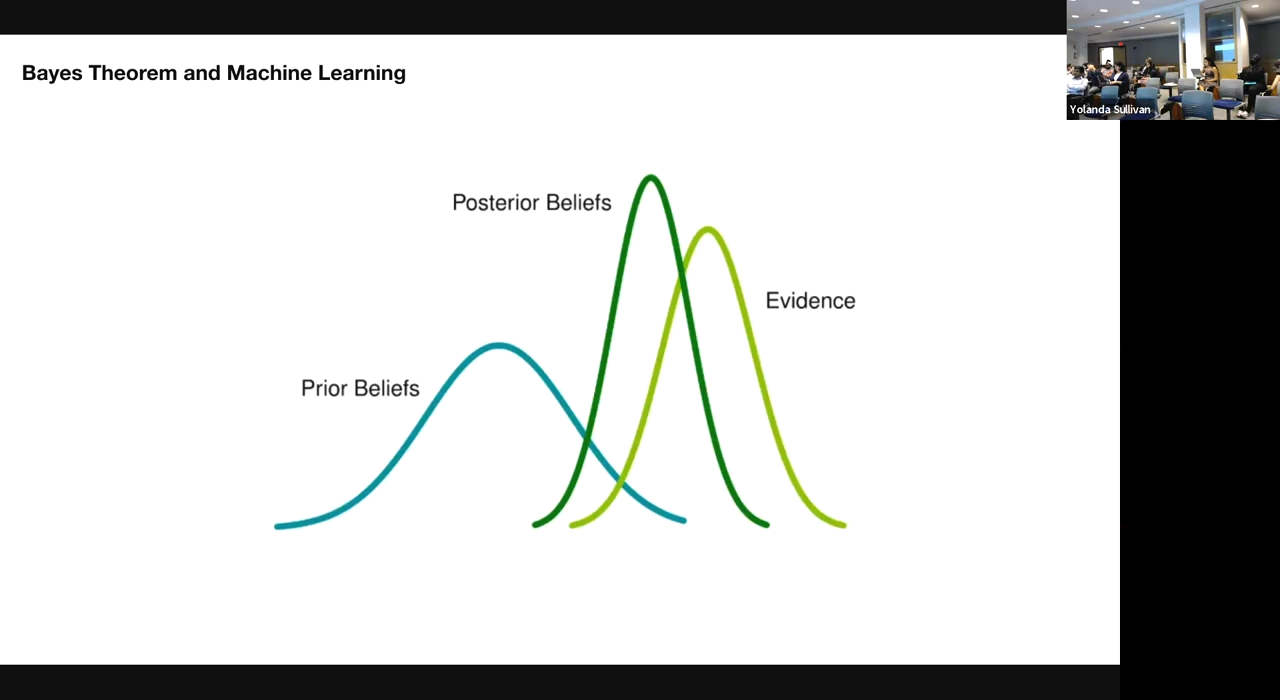 Bayes Theorem and Machine Learning
Yolanda Sullivan
Posterior Beliefs
Evidence
Prior Beliefs